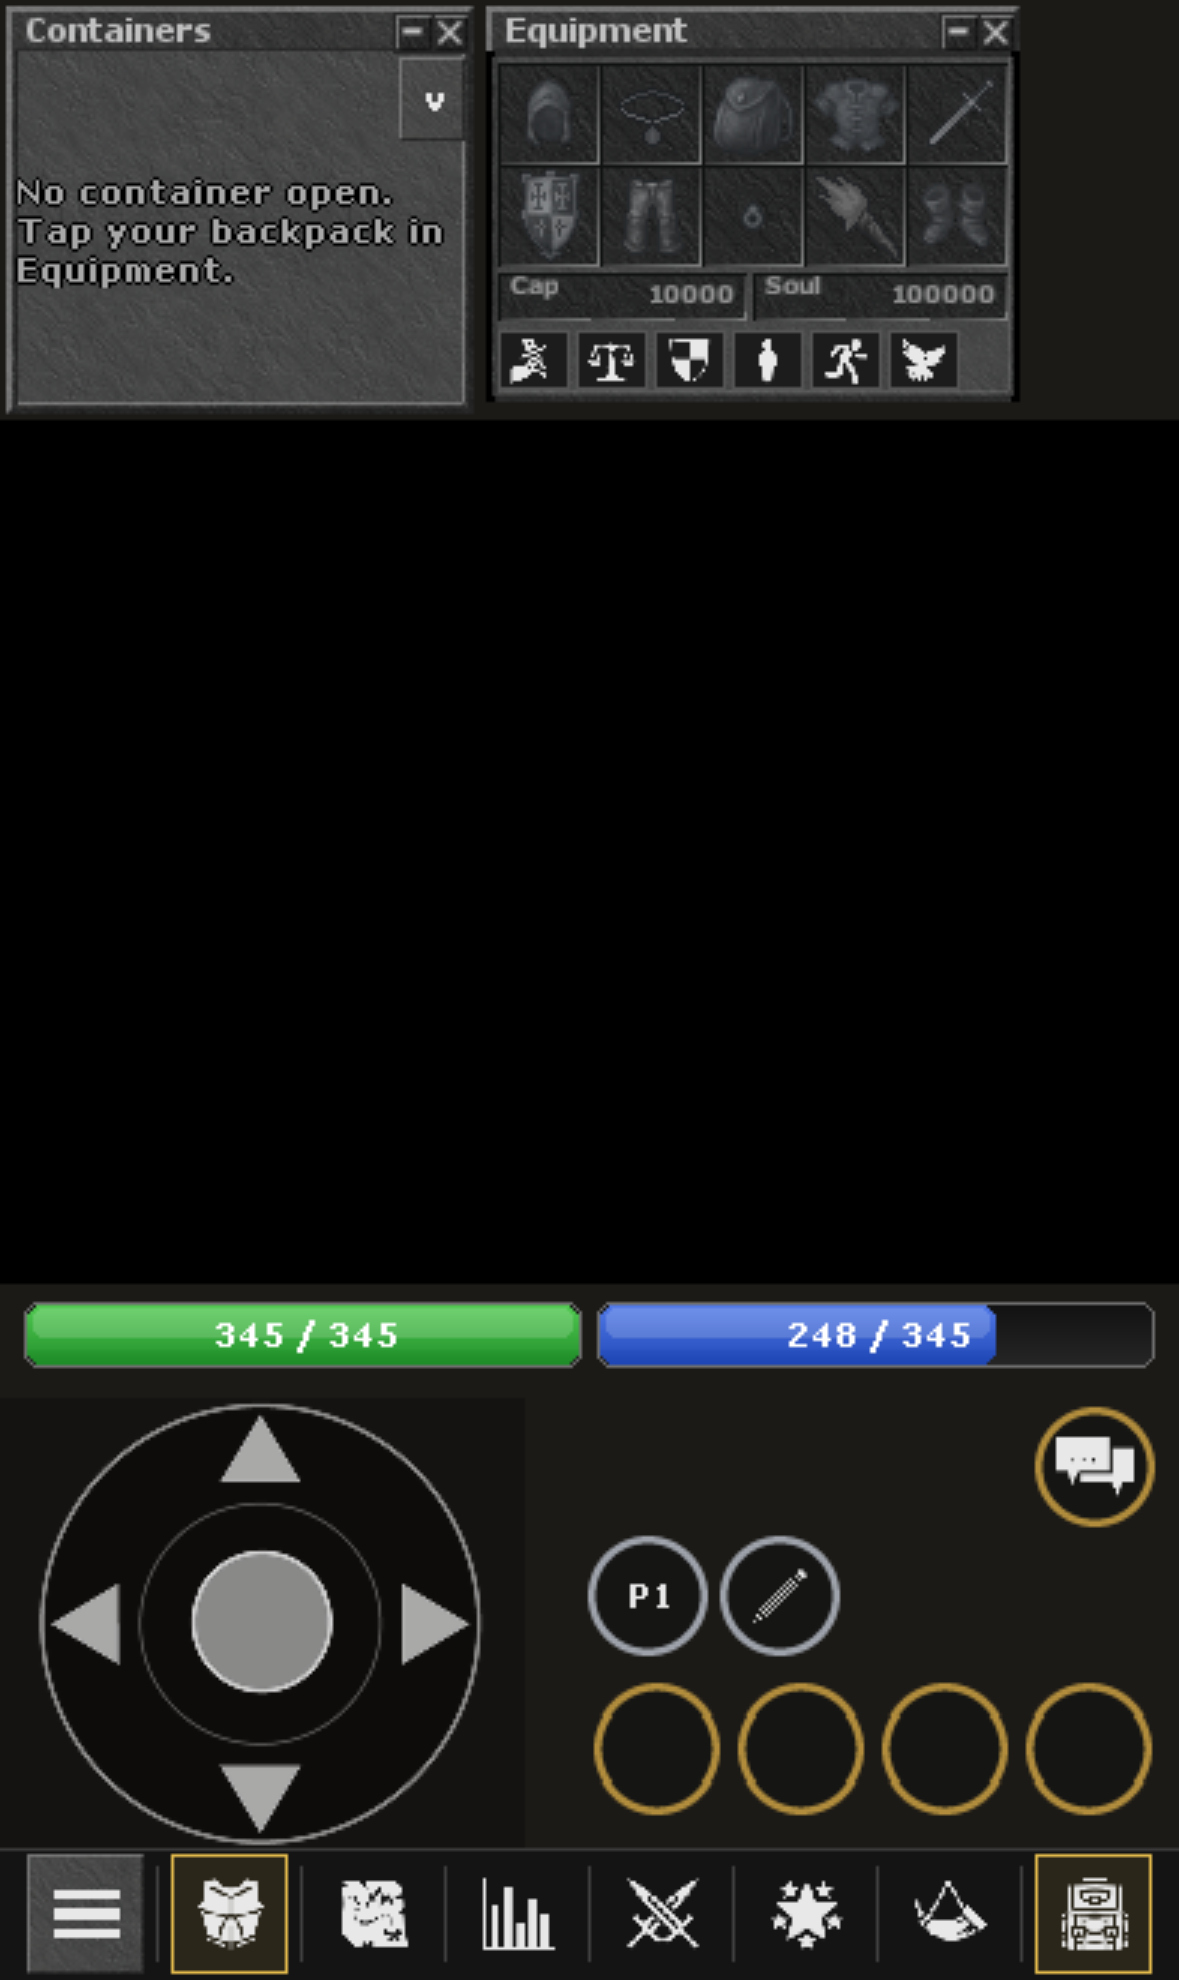 Containers
v
No container open.
Tap your backpack in
Equipment.
Equipment
Cap 10000
Soul 100000
345 / 345
248 / 345
...
P1